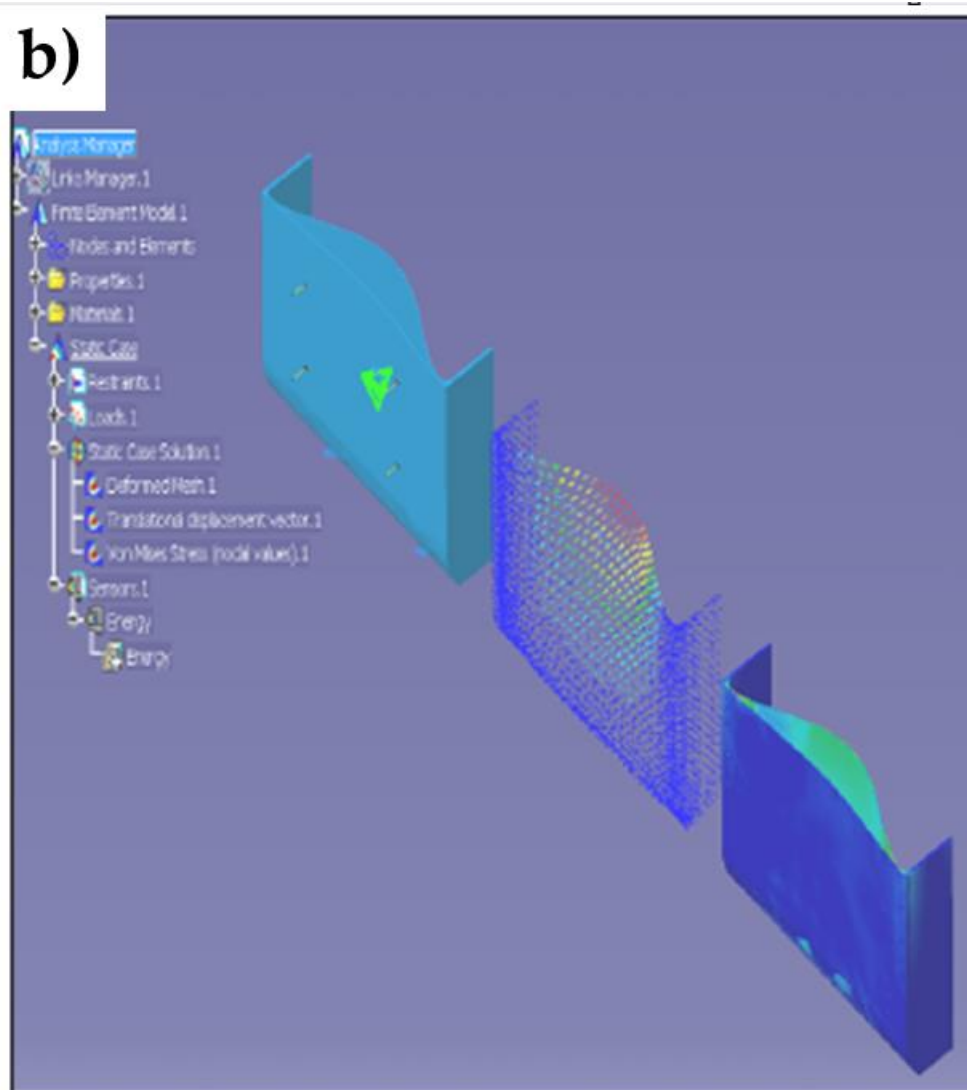 b)
Analysis Manager
Links Manager.1
Finite Element Model.1
Nodes and Elements
Properties.1
Materials.1
Static Case
Restraints.1
Loads.1
Static Case Solution.1
Deformed Mesh.1
Translational displacement vector.1
Von Mises Stress (nodal values).1
Sensors.1
Energy
Energy